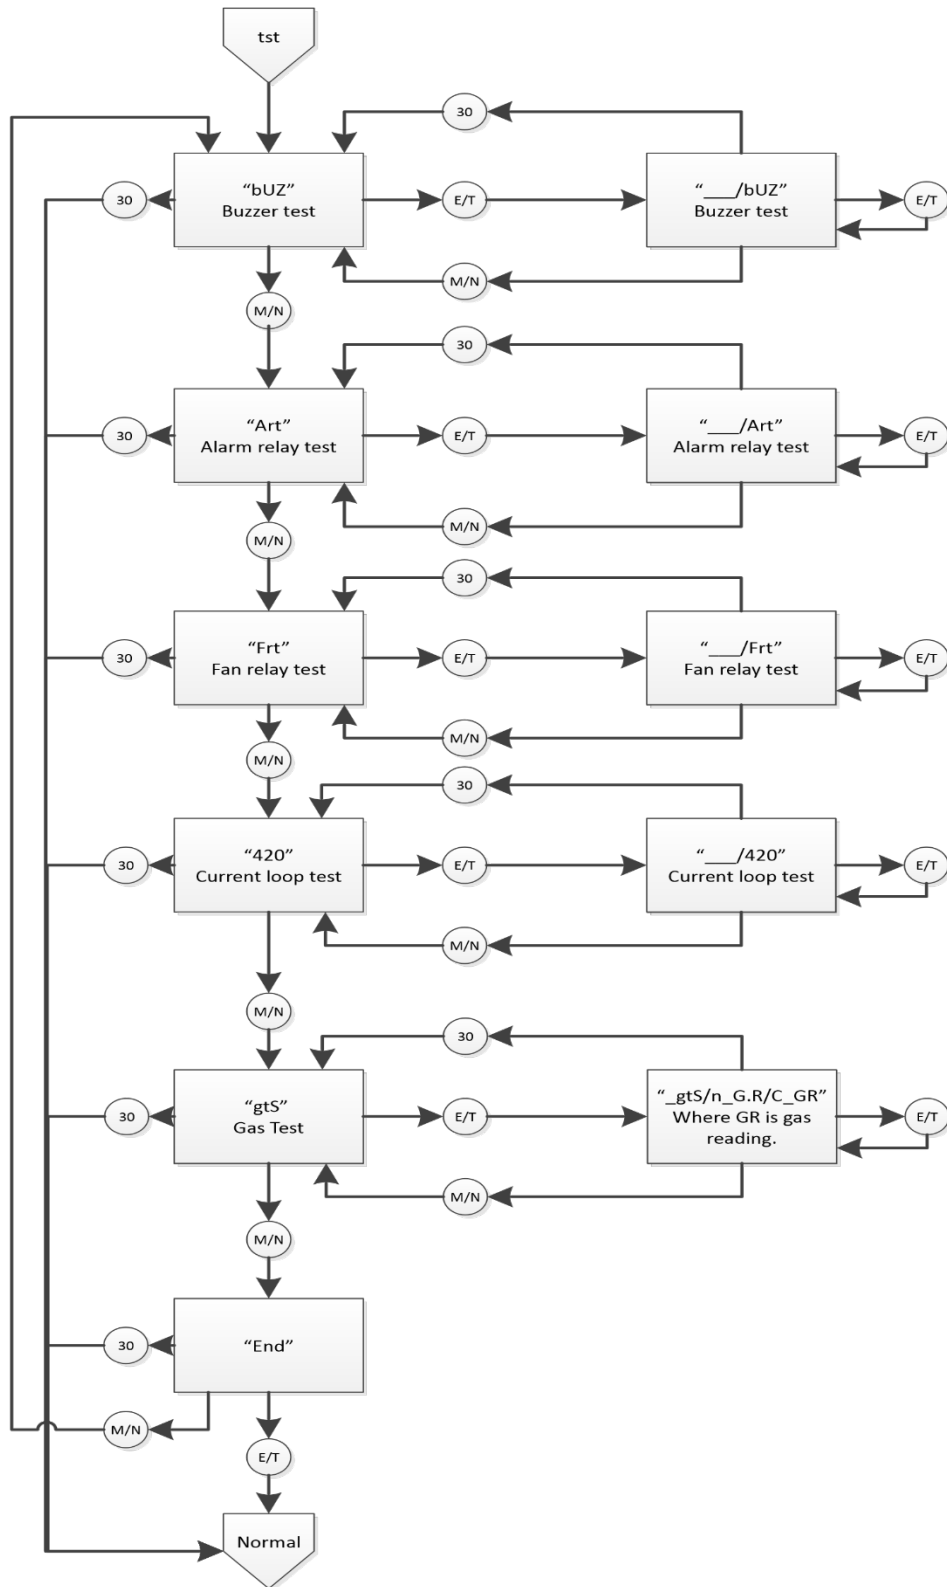 tst
30
“bUZ”
Buzzer test
30
E/T
“___/bUZ”
Buzzer test
E/T
M/N
M/N
30
“Art”
Alarm relay test
30
E/T
“___/Art”
Alarm relay test
E/T
M/N
M/N
30
“Frt”
Fan relay test
30
E/T
“___/Frt”
Fan relay test
E/T
M/N
M/N
30
“420”
Current loop test
30
E/T
“___/420”
Current loop test
E/T
M/N
M/N
30
“gtS”
Gas Test
30
E/T
“_gtS/n_G.R/C_GR”
Where GR is gas
reading.
E/T
M/N
M/N
“End”
30
M/N
E/T
Normal